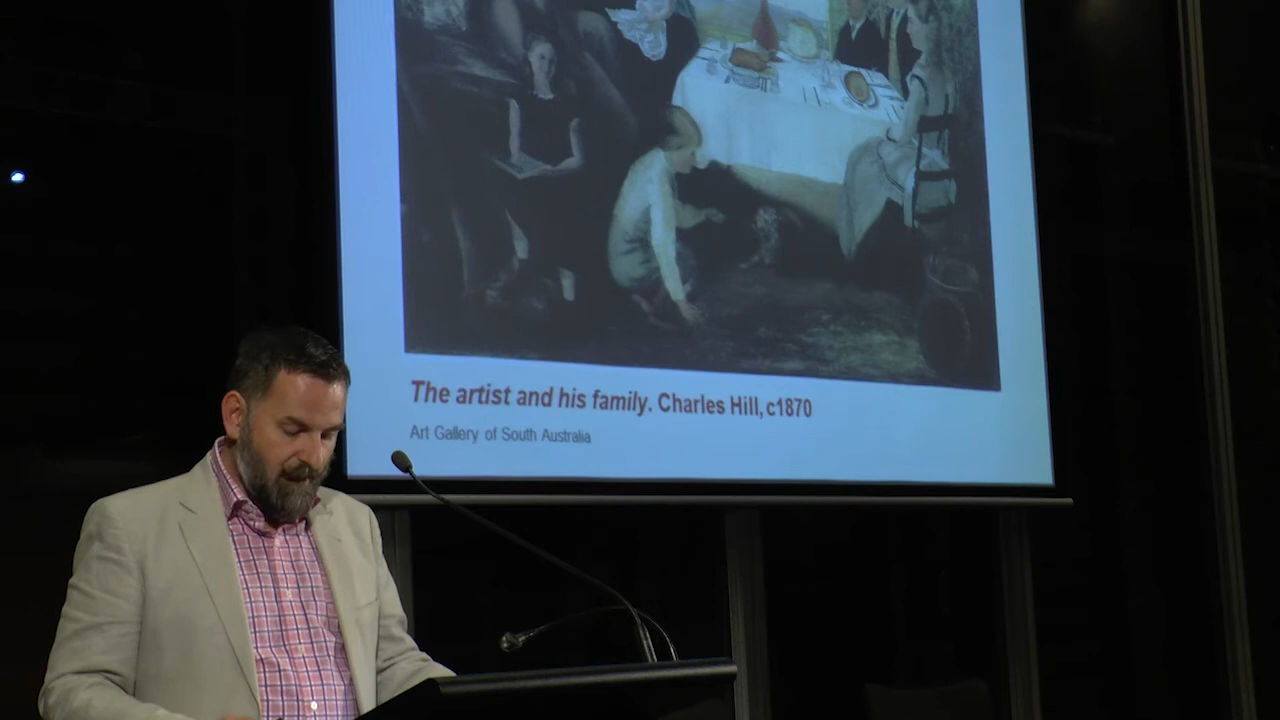 The artist and his family. Charles Hill, c1870
Art Gallery of South Australia